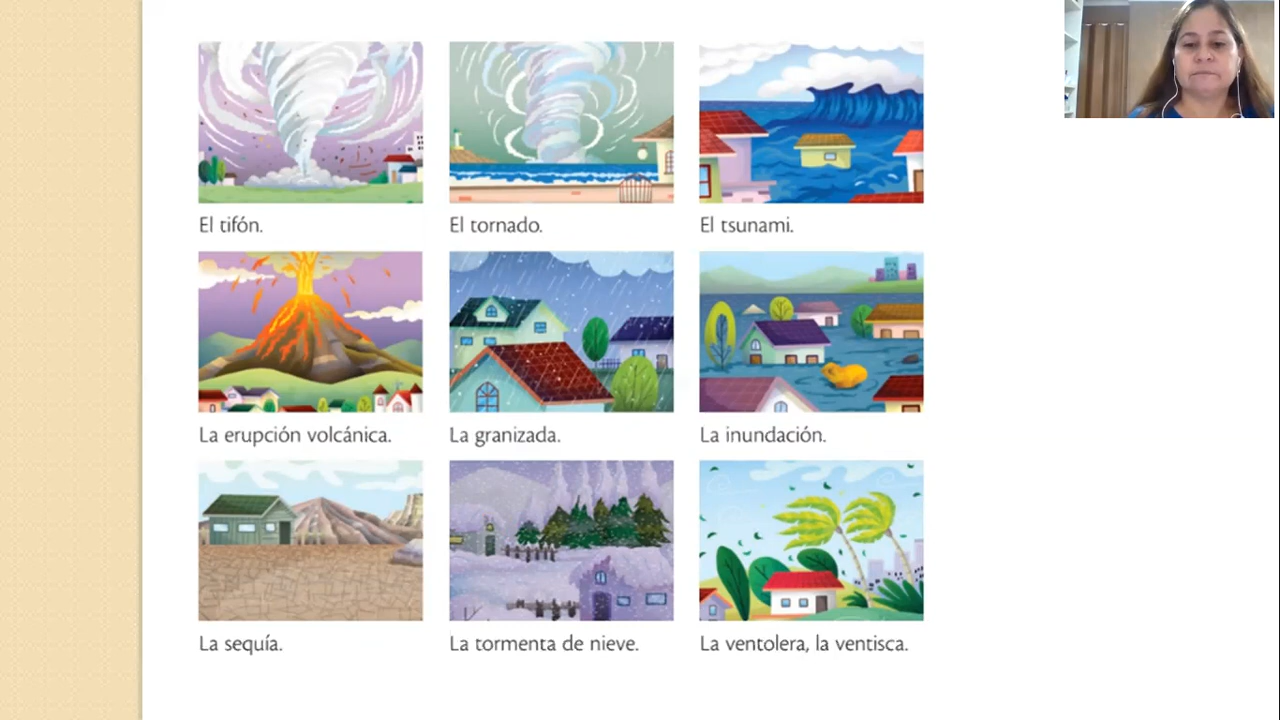 El tifón.
El tornado.
El tsunami.
La erupción volcánica.
La granizada.
La inundación.
La sequía.
La tormenta de nieve.
La ventolera, la ventisca.